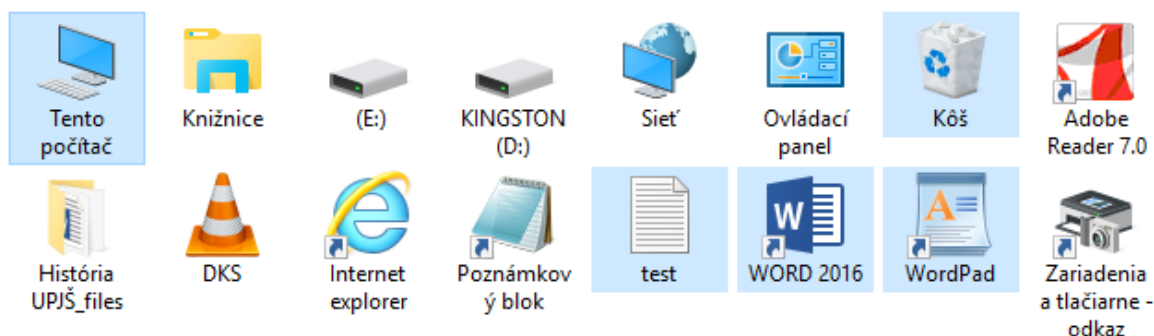 Tento
počítač
Knižnice
(E:)
KINGSTON
(D:)
Sieť
Ovládací
panel
Kôš
Adobe
Reader 7.0
História
UPJŠ_files
DKS
Internet
explorer
Poznámkov
ý blok
test
W
WORD 2016
A
WordPad
Zariadenia
a tlačiarne -
odkaz